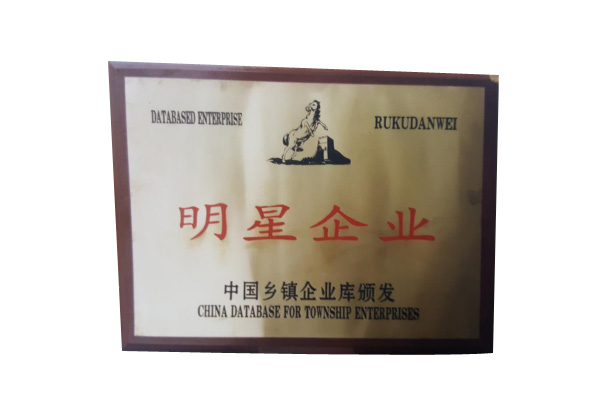 DATABASED ENTERPRISE
RUKUDANWEI
明星企业
中国乡镇企业库颁发
CHINA DATABASE FOR TOWNSHIP ENTERPRISES